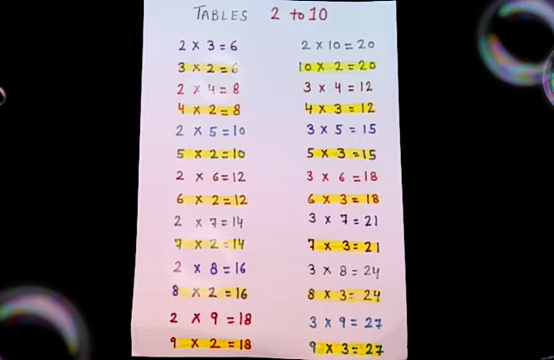 TABLES 2 to 10
2 X 3 = 6
3 X 2 = 6
2 X 4 = 8
4 X 2 = 8
2 X 5 = 10
5 X 2 = 10
2 X 6 = 12
6 X 2 = 12
2 X 7 = 14
7 X 2 = 14
2 X 8 = 16
8 X 2 = 16
2 X 9 = 18
9 X 2 = 18
2 X 10 = 20
10 X 2 = 20
3 X 4 = 12
4 X 3 = 12
3 X 5 = 15
5 X 3 = 15
3 X 6 = 18
6 X 3 = 18
3 X 7 = 21
7 X 3 = 21
3 X 8 = 24
8 X 3 = 24
3 X 9 = 27
9 X 3 = 27